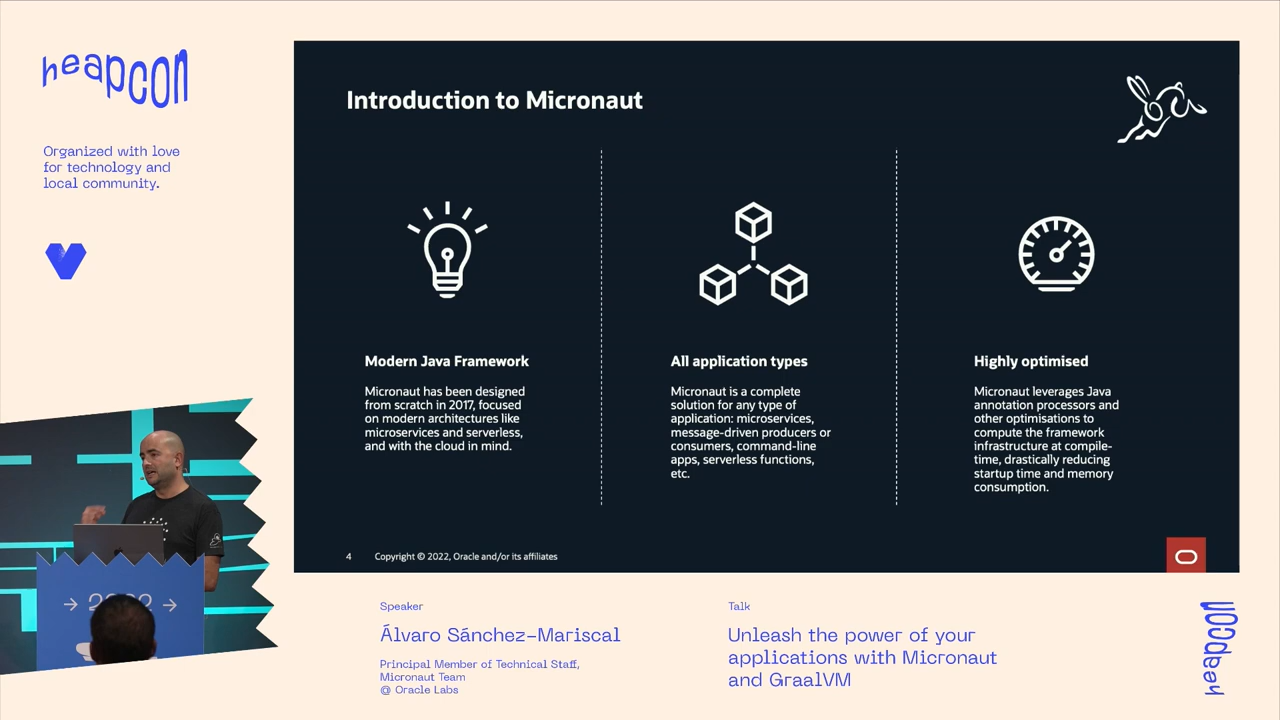 heapcon
Organized with love
for technology and
local community.
Introduction to Micronaut
Modern Java Framework
Micronaut has been designed
from scratch in 2017, focused
on modern architectures like
microservices and serverless,
and with the cloud in mind.
All application types
Micronaut is a complete
solution for any type of
application: microservices,
message-driven producers or
consumers, command-line
apps, serverless functions,
etc.
Highly optimised
Micronaut leverages Java
annotation processors and
other optimisations to
compute the framework
infrastructure at compile-
time, drastically reducing
startup time and memory
consumption.
4
Copyright © 2022, Oracle and/or its affiliates
→ 2022 →
Speaker
Álvaro Sánchez-Mariscal
Principal Member of Technical Staff,
Micronaut Team
@ Oracle Labs
Talk
Unleash the power of your
applications with Micronaut
and GraalVM
heapcon